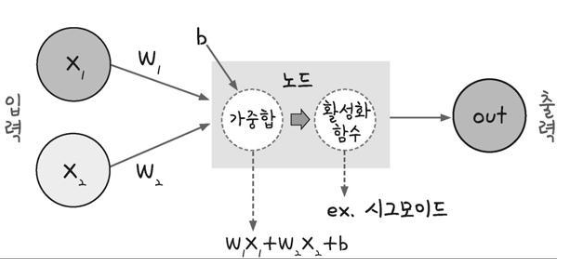 b
X₁
W₁
노드
입력
가중합
활성화
함수
out
출력
X₂
W₂
ex. 시그모이드
W₁X₁+W₂X₂+b